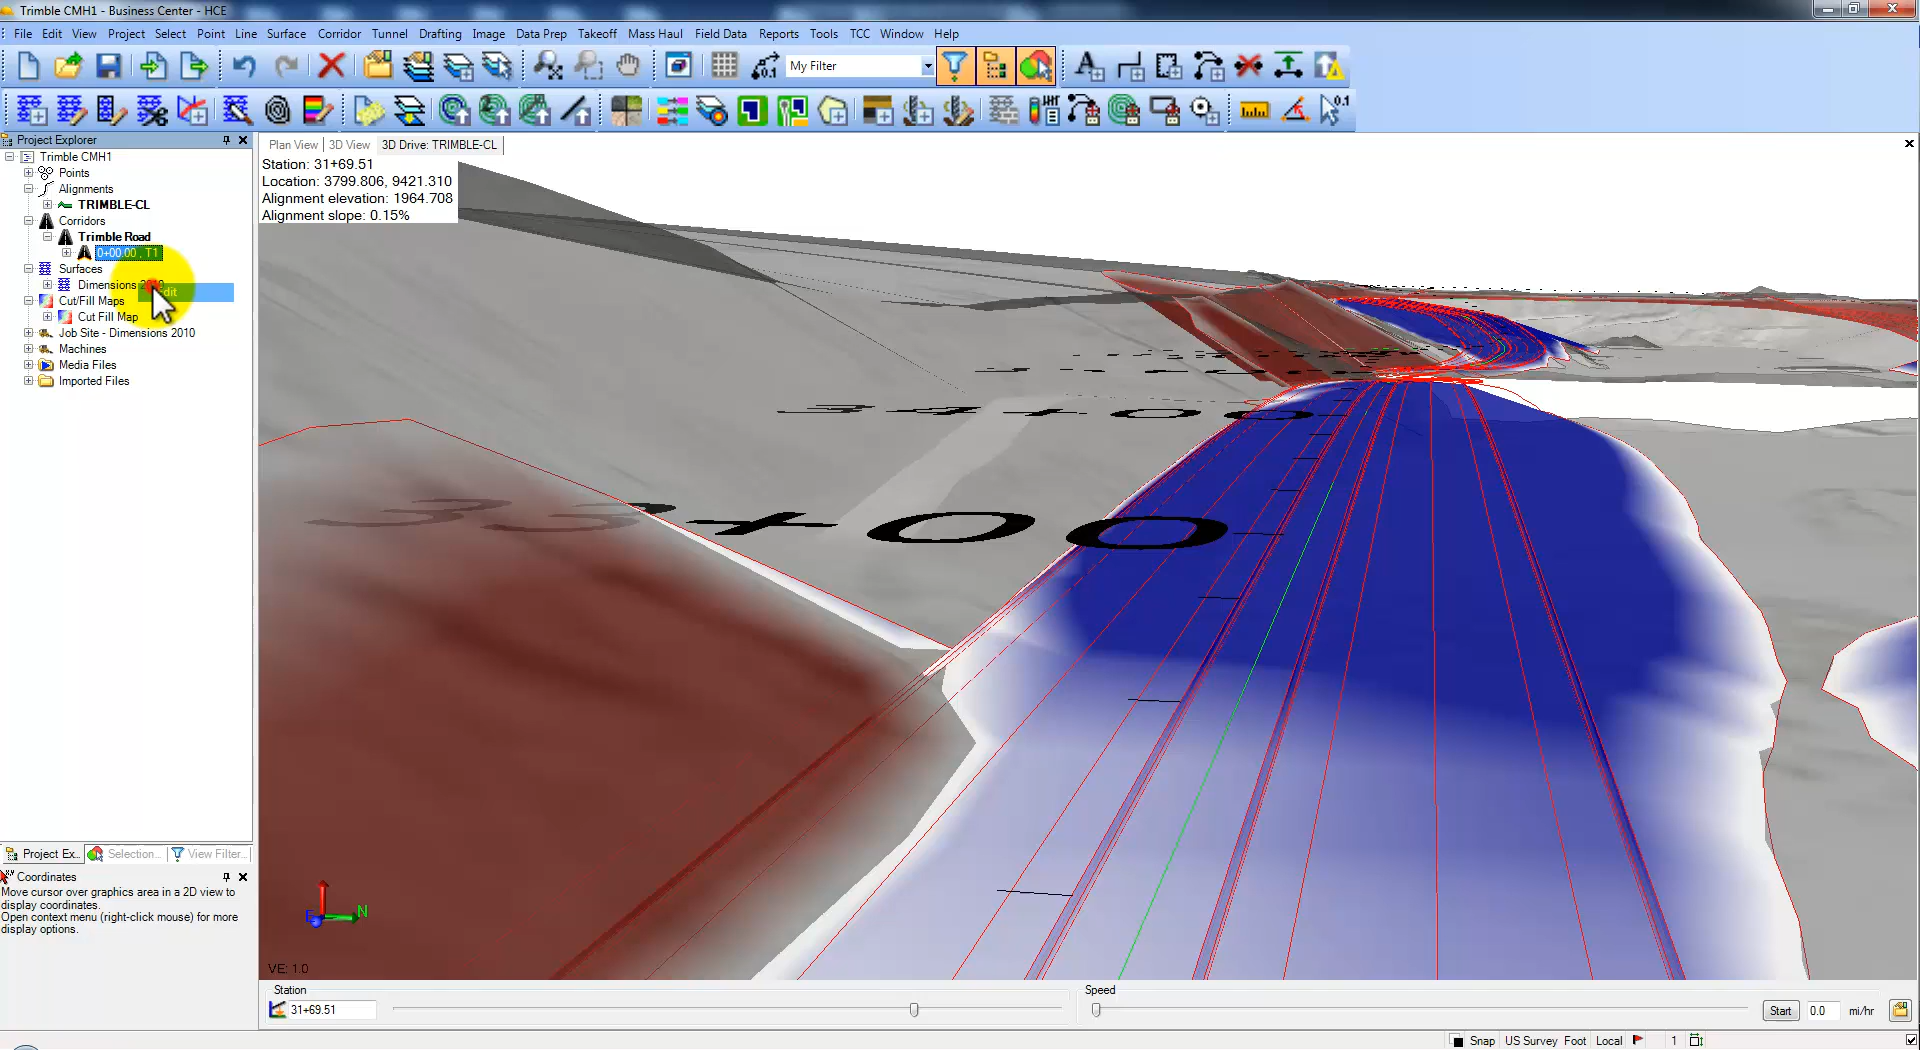 Trimble CMH1 - Business Center - HCE
File Edit View Project Select Point Line Surface Corridor Tunnel Drafting Image Data Prep Takeoff Mass Haul Field Data Reports Tools TCC Window Help
My Filter
Project Explorer
Trimble CMH1
Points
Alignments
TRIMBLE-CL
Corridors
Trimble Road
0+00.00 , T1
Surfaces
Dimensions
Cut/Fill Maps
Cut Fill Map
Job Site - Dimensions 2010
Machines
Media Files
Imported Files
Project Ex... Selection... View Filter...
Coordinates
Move cursor over graphics area in a 2D view to
display coordinates.
Open context menu (right-click mouse) for more
display options.
Plan View 3D View 3D Drive: TRIMBLE-CL
Station: 31+69.51
Location: 3799.806, 9421.310
Alignment elevation: 1964.708
Alignment slope: 0.15%
34+00
33+00
N
VE: 1.0
Station
31+69.51
Speed
Start 0.0 mi/hr
Snap US Survey Foot Local 1